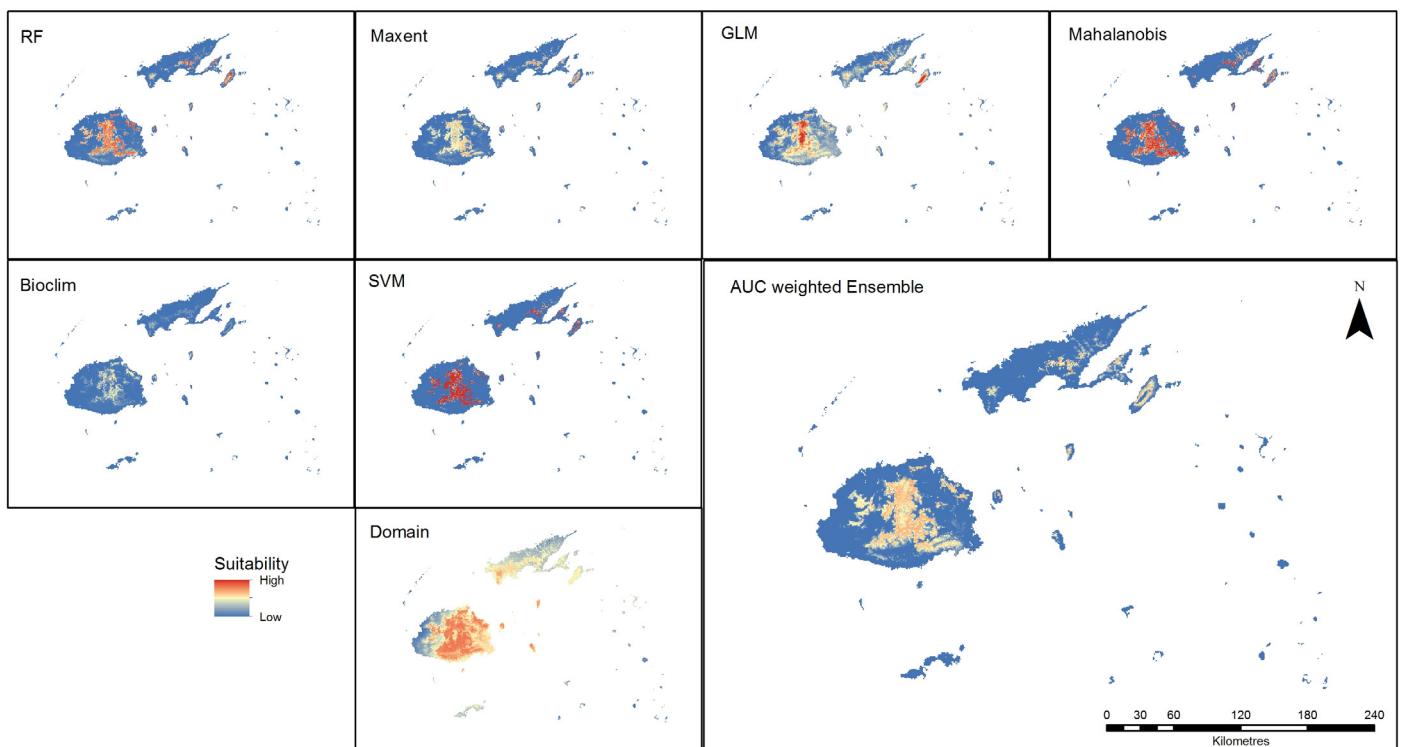 RF
Maxent
GLM
Mahalanobis
Bioclim
SVM
AUC weighted Ensemble
N
Domain
Suitability
High
Low
0 30 60 120 180 240
Kilometres